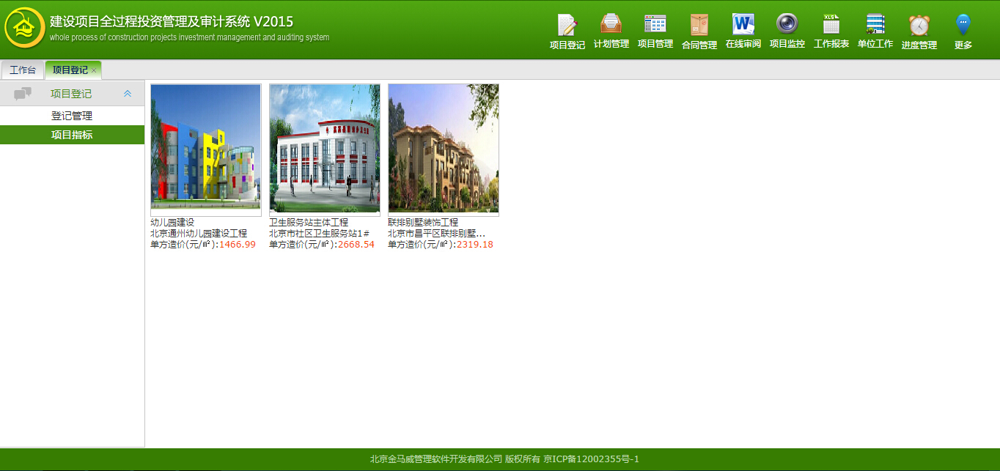 建设项目全过程投资管理及审计系统 V2015
whole process of construction projects investment management and auditing system
项目登记 计划管理 项目管理 合同管理 在线审阅 项目监控 工作报表 单位工作 进度管理 更多
工作台 项目登记
项目登记
登记管理
项目指标
幼儿园建设
北京通州幼儿园建设工程
单方造价(元/㎡):1466.99
卫生服务站主体工程
北京市社区卫生服务站1#
单方造价(元/㎡):2668.54
联排别墅装饰工程
北京市昌平区联排别墅...
单方造价(元/㎡):2319.18
北京金马威管理软件开发有限公司 版权所有 京ICP备12002355号-1